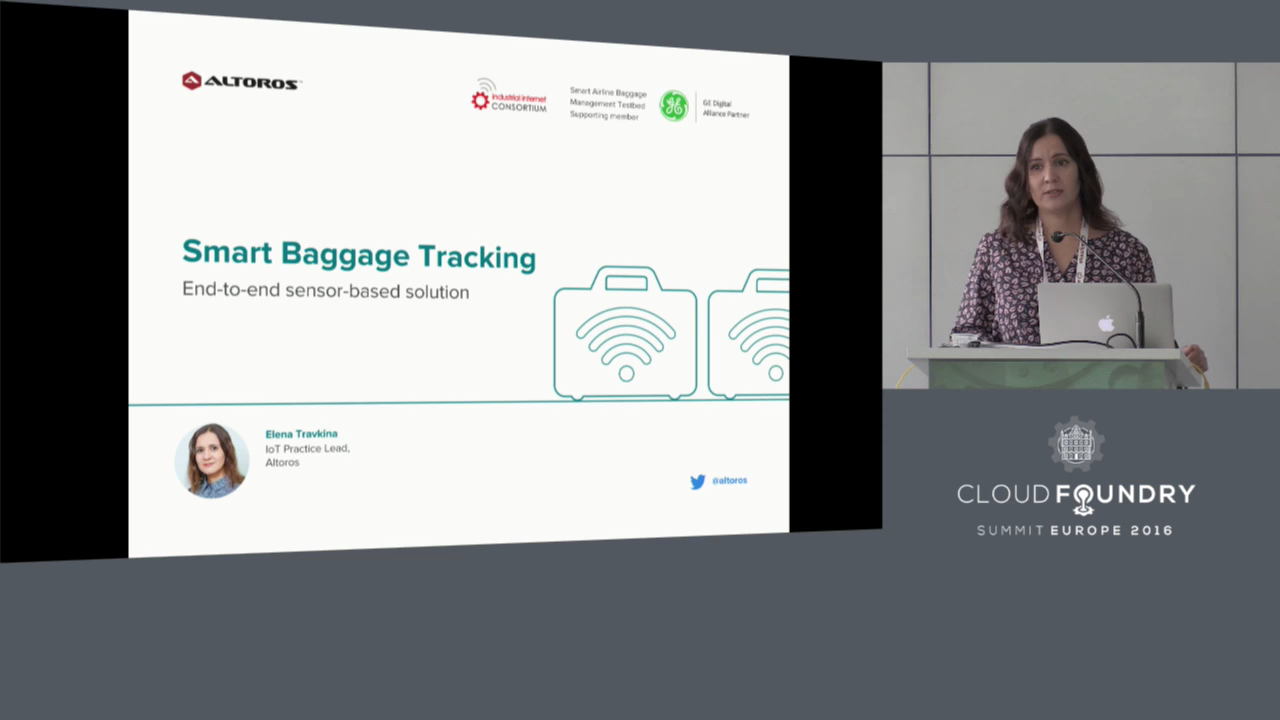 ALTOROS
industrial internet
CONSORTIUM
Smart Airline Baggage
Management Testbed
Supporting member
GE Digital
Alliance Partner
Smart Baggage Tracking
End-to-end sensor-based solution
Elena Travkina
IoT Practice Lead,
Altoros
@altoros
CLOUD FOUNDRY
SUMMIT EUROPE 2016